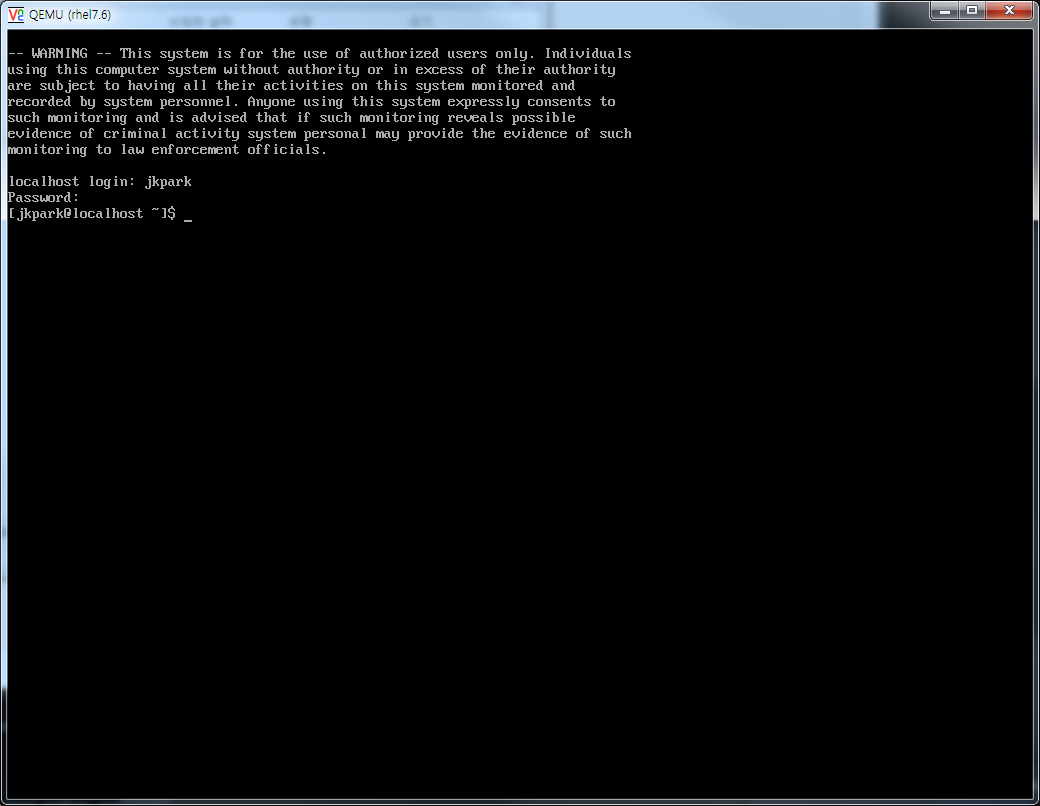 QEMU (rhel7.6)
-- WARNING -- This system is for the use of authorized users only. Individuals
using this computer system without authority or in excess of their authority
are subject to having all their activities on this system monitored and
recorded by system personnel. Anyone using this system expressly consents to
such monitoring and is advised that if such monitoring reveals possible
evidence of criminal activity system personal may provide the evidence of such
monitoring to law enforcement officials.
localhost login: jkpark
Password:
[jkpark@localhost ~]$ _